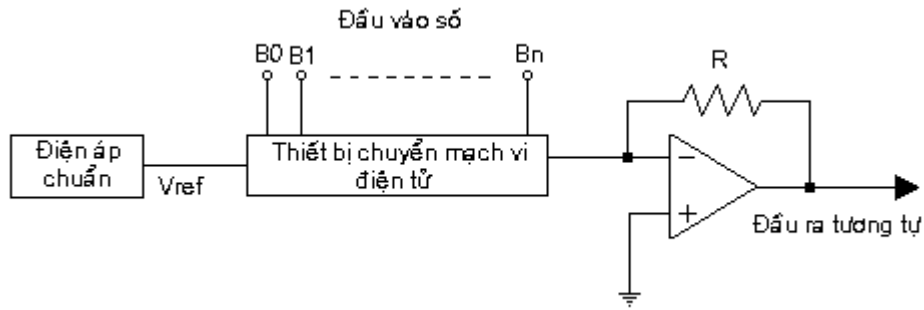 Đầu vào số
B0 B1 Bn
R
Điện áp
chuẩn
Vref
Thiết bị chuyển mạch vi
điện tử
Đầu ra tương tự